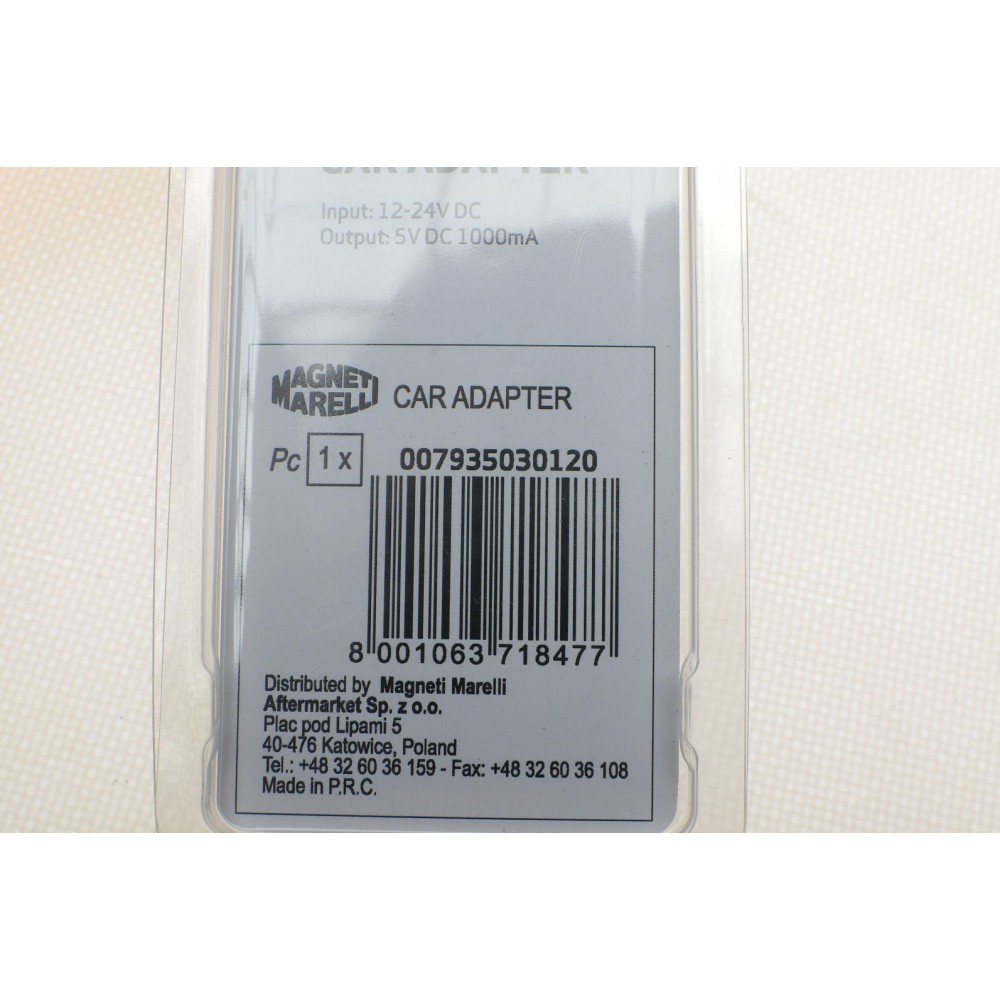 CAR ADAPTER
Input: 12-24V DC
Output: 5V DC 1000mA
MAGNETI MARELLI
CAR ADAPTER
Pc 1 x
007935030120
8 001063 718477
Distributed by Magneti Marelli
Aftermarket Sp. z o.o.
Plac pod Lipami 5
40-476 Katowice, Poland
Tel.: +48 32 60 36 159 - Fax: +48 32 60 36 108
Made in P.R.C.